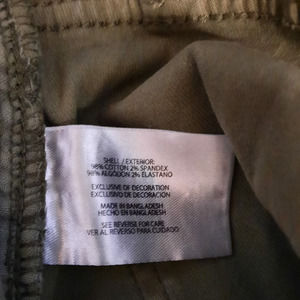 SHELL / EXTERIOR:
98% COTTON 2% SPANDEX
98% ALGODON 2% ELASTANO
EXCLUSIVE OF DECORATION
EXCLUSIVO DE DECORACION
MADE IN BANGLADESH
HECHO EN BANGLADESH
SEE REVERSE FOR CARE
VER AL REVERSO PARA CUIDADO